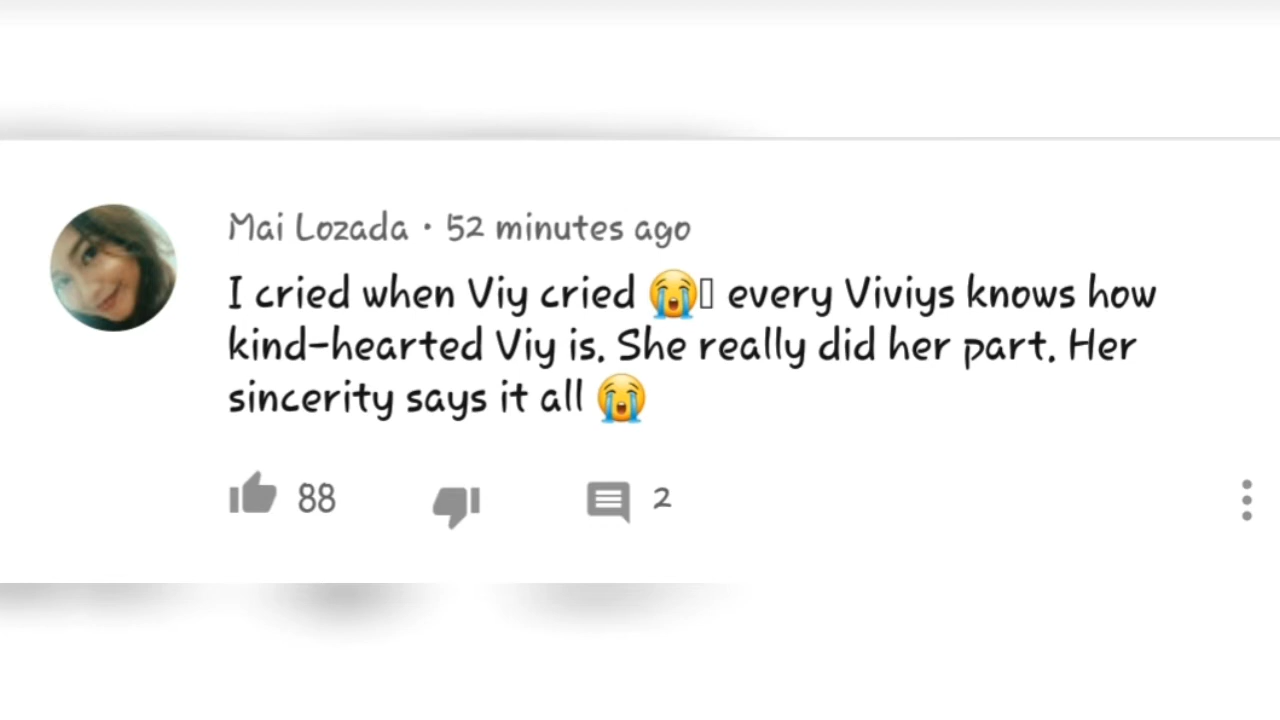 Mai Lozada · 52 minutes ago
I cried when Viy cried 😭▯ every Viviys knows how
kind-hearted Viy is. She really did her part. Her
sincerity says it all 😭
88 2